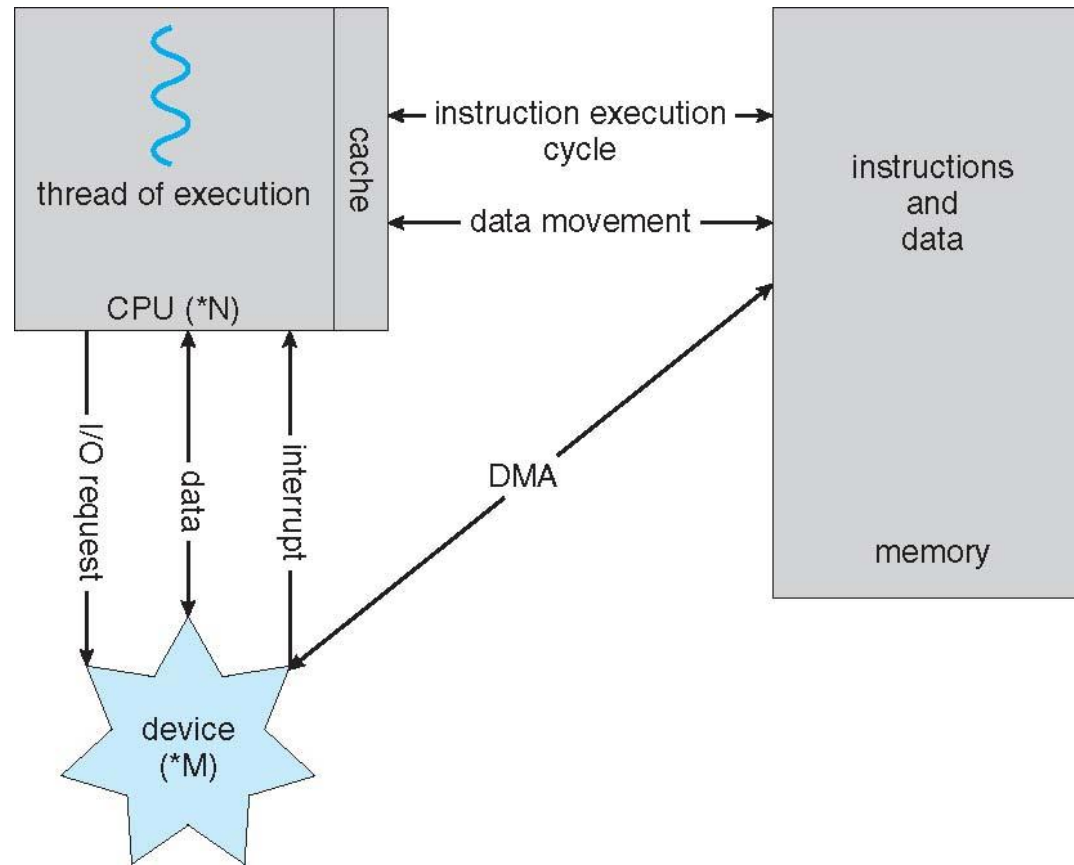 thread of execution
cache
CPU (*N)
instruction execution
cycle
data movement
instructions
and
data
memory
I/O request
data
interrupt
DMA
device
(*M)